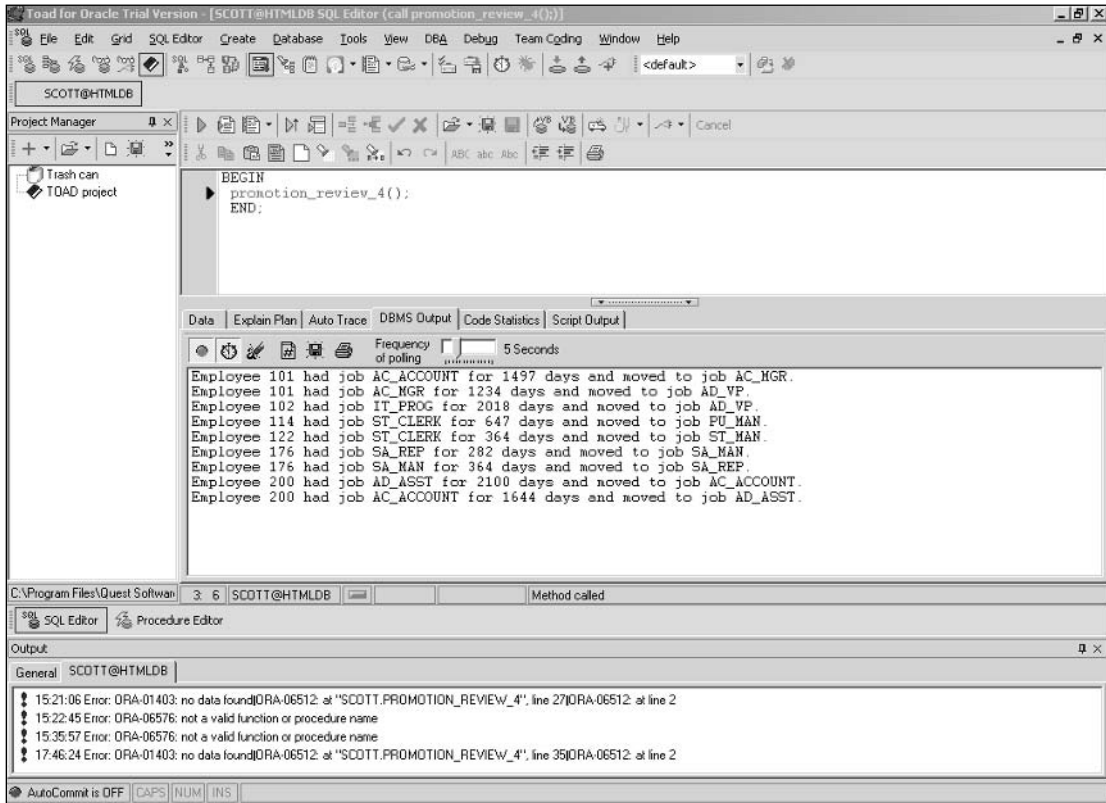 Toad for Oracle Trial Version - [SCOTT@HTMLDB SQL Editor (call promotion_review_4();)]
File Edit Grid SQL Editor Create Database Tools View DBA Debug Team Coding Window Help
<default>
SCOTT@HTMLDB
Project Manager
Cancel
ABC abc Abc
Trash can
TOAD project
BEGIN
promotion_review_4();
END;
Data Explain Plan Auto Trace DBMS Output Code Statistics Script Output
Frequency of polling 5 Seconds
Employee 101 had job AC_ACCOUNT for 1497 days and moved to job AC_MGR.
Employee 101 had job AC_MGR for 1234 days and moved to job AD_VP.
Employee 102 had job IT_PROG for 2018 days and moved to job AD_VP.
Employee 114 had job ST_CLERK for 647 days and moved to job PU_MAN.
Employee 122 had job ST_CLERK for 364 days and moved to job ST_MAN.
Employee 176 had job SA_REP for 282 days and moved to job SA_MAN.
Employee 176 had job SA_MAN for 364 days and moved to job SA_REP.
Employee 200 had job AD_ASST for 2100 days and moved to job AC_ACCOUNT.
Employee 200 had job AC_ACCOUNT for 1644 days and moved to job AD_ASST.
C:\Program Files\Quest Softwar 3: 6 SCOTT@HTMLDB Method called
SQL Editor Procedure Editor
Output
General SCOTT@HTMLDB
15:21:06 Error: ORA-01403: no data found|ORA-06512: at "SCOTT.PROMOTION_REVIEW_4", line 27|ORA-06512: at line 2
15:22:45 Error: ORA-06576: not a valid function or procedure name
15:35:57 Error: ORA-06576: not a valid function or procedure name
17:46:24 Error: ORA-01403: no data found|ORA-06512: at "SCOTT.PROMOTION_REVIEW_4", line 35|ORA-06512: at line 2
AutoCommit is OFF CAPS NUM INS